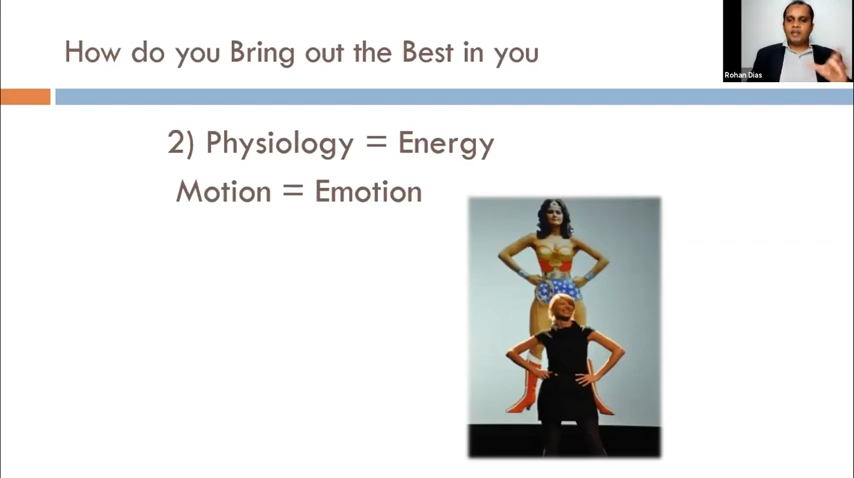 How do you Bring out the Best in you
Rohan Dias
2) Physiology = Energy
Motion = Emotion